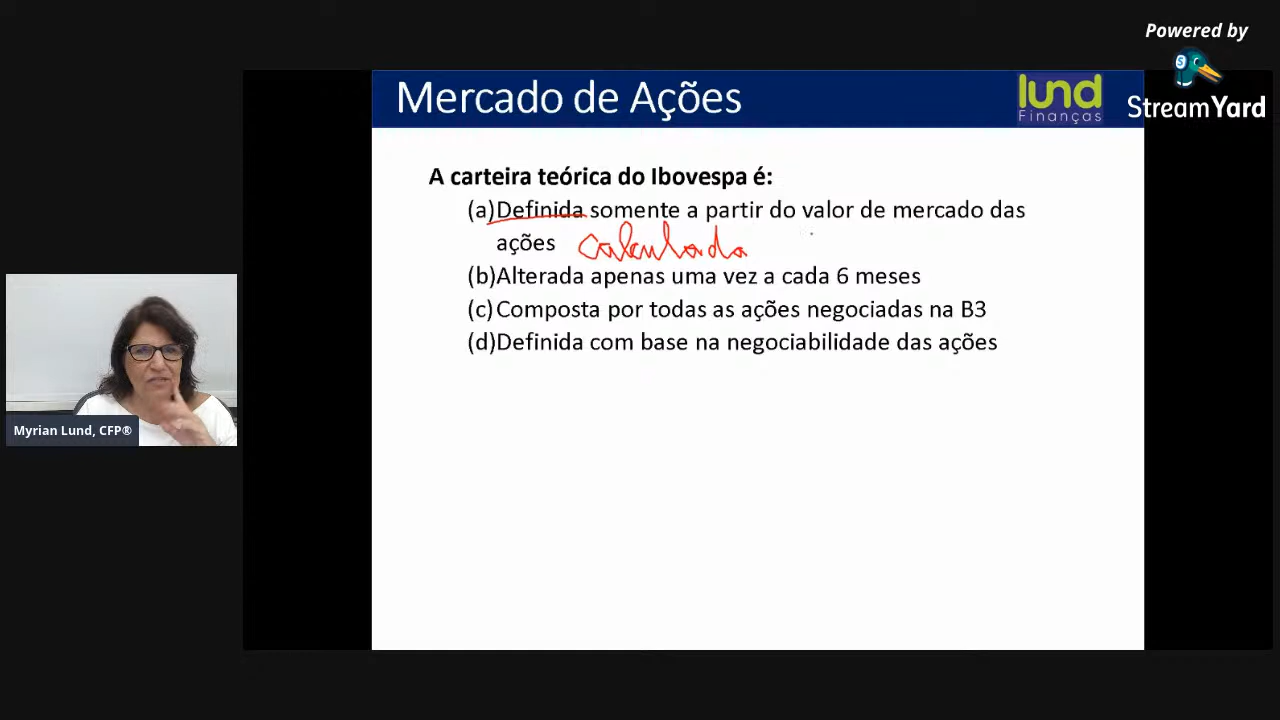 Powered by
StreamYard
Mercado de Ações
lund
Finanças
A carteira teórica do Ibovespa é:
(a) Definida somente a partir do valor de mercado das
ações calculada
(b) Alterada apenas uma vez a cada 6 meses
(c) Composta por todas as ações negociadas na B3
(d) Definida com base na negociabilidade das ações
Myrian Lund, CFP®